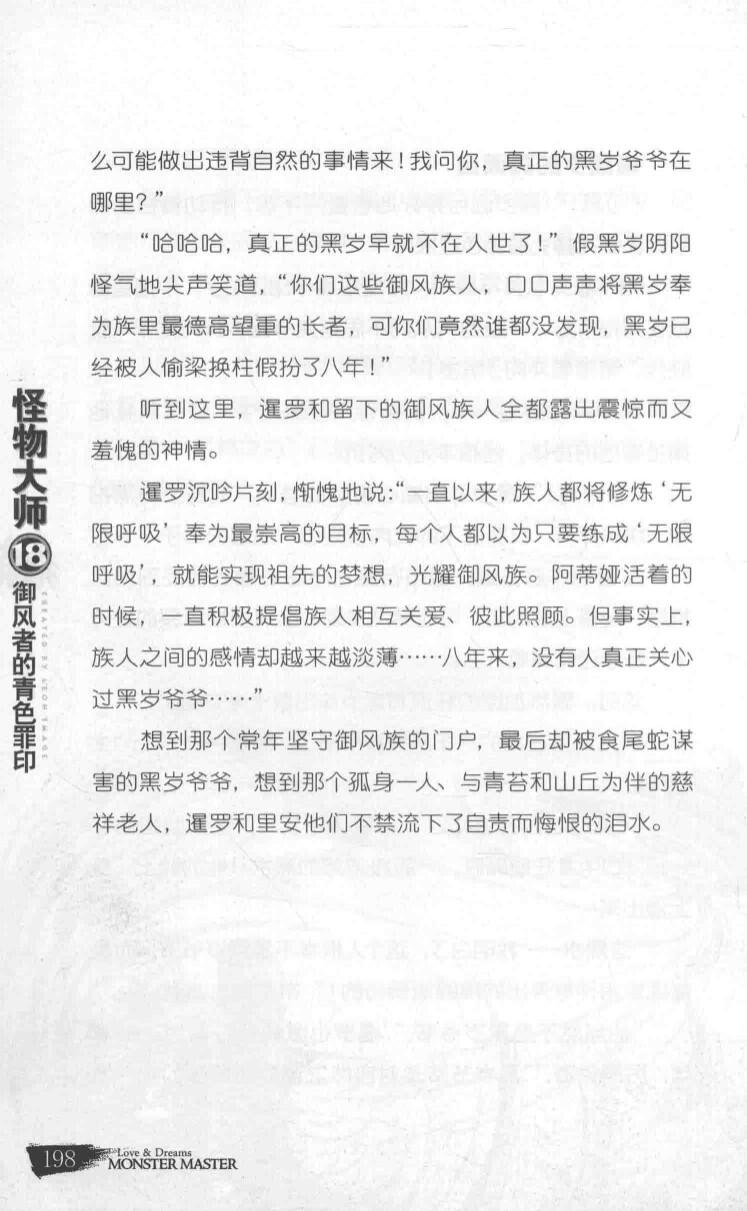 么可能做出违背自然的事情来！我问你，真正的黑岁爷爷在
哪里？”
“哈哈哈，真正的黑岁早就不在人世了！”假黑岁阴阳
怪气地尖声笑道，“你们这些御风族人，口口声声将黑岁奉
为族里最德高望重的长者，可你们竟然谁都没发现，黑岁已
经被人偷梁换柱假扮了八年！”
听到这里，暹罗和留下的御风族人全都露出震惊而又
羞愧的神情。
暹罗沉吟片刻，惭愧地说：“一直以来，族人都将修炼‘无
限呼吸’奉为最崇高的目标，每个人都以为只要练成‘无限
呼吸’，就能实现祖先的梦想，光耀御风族。阿蒂娅活着的
时候，一直积极提倡族人相互关爱、彼此照顾。但事实上，
族人之间的感情却越来越淡薄……八年来，没有人真正关心
过黑岁爷爷……”
想到那个常年坚守御风族的门户，最后却被食尾蛇谋
害的黑岁爷爷，想到那个孤身一人、与青苔和山丘为伴的慈
祥老人，暹罗和里安他们不禁流下了自责而悔恨的泪水。
怪物大师
18
御风者的青色罪印
CREATED BY LEON IMAGE
198
Love & Dreams
MONSTER MASTER